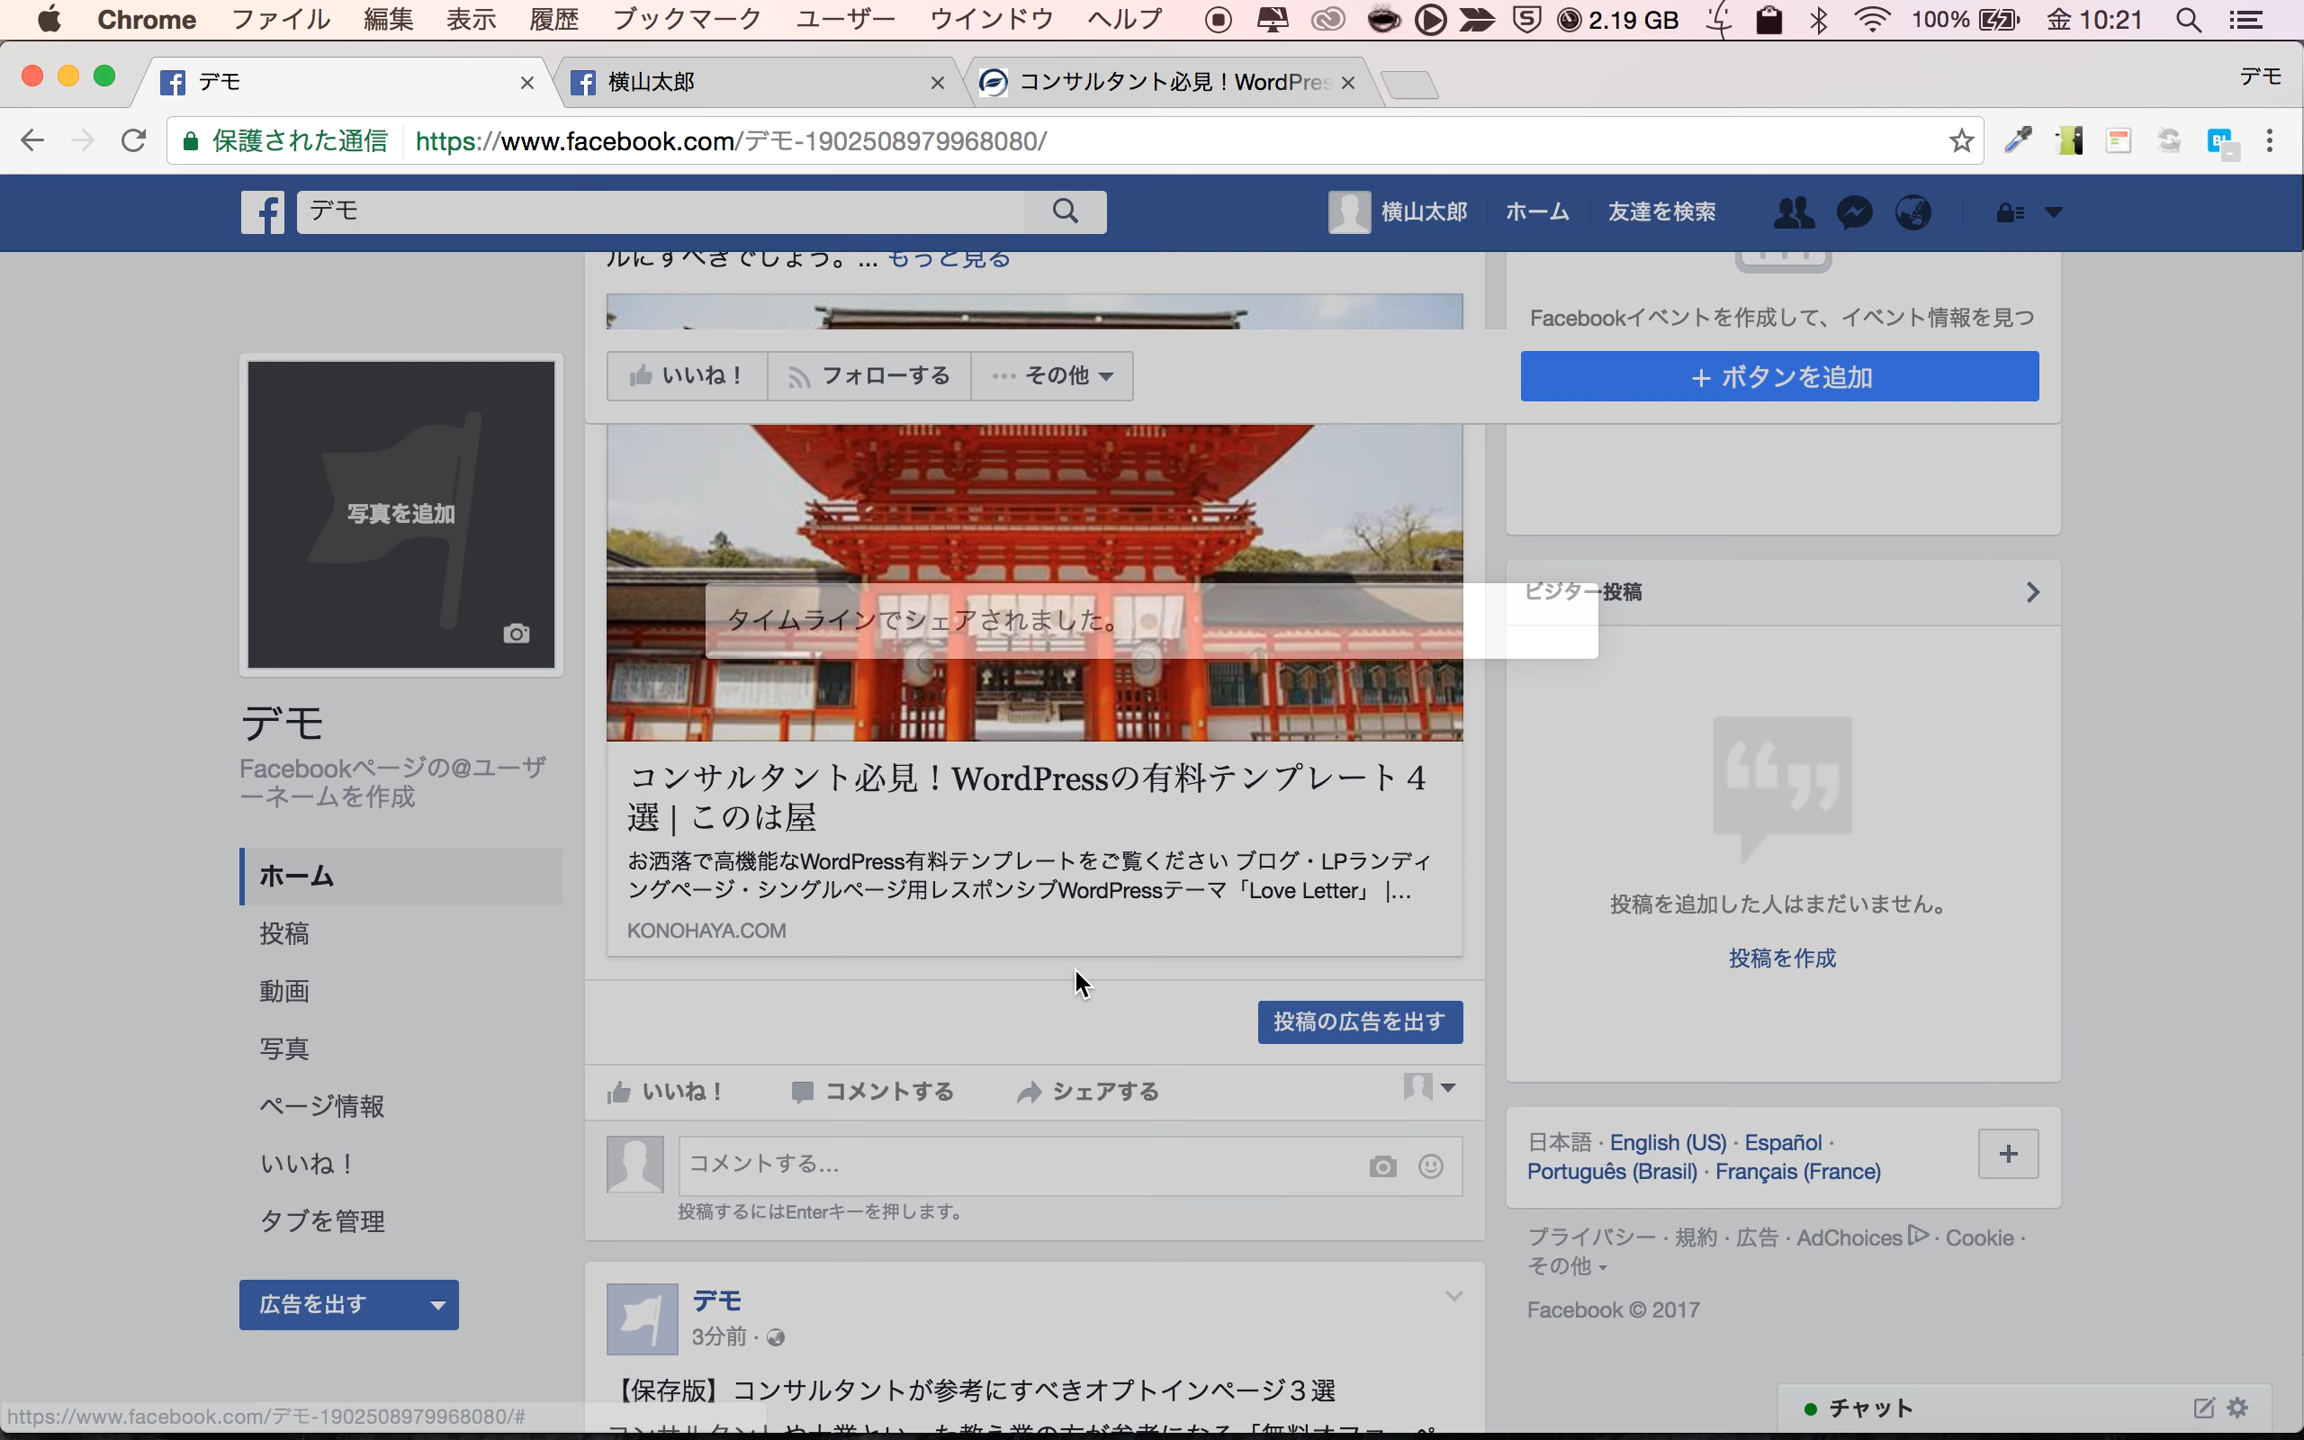 Chrome ファイル 編集 表示 履歴 ブックマーク ユーザー ウインドウ ヘルプ 2.19 GB 100% 金 10:21
デモ
横山太郎
コンサルタント必見！WordPres
デモ
保護された通信 https://www.facebook.com/デモ-1902508979968080/
デモ
横山太郎 ホーム 友達を検索
ルにすべきでしょう。... もっと見る
Facebookイベントを作成して、イベント情報を見つ
いいね！ フォローする ... その他
+ ボタンを追加
写真を追加
タイムラインでシェアされました。
ビジター投稿
デモ
Facebookページの@ユーザ
ーネームを作成
コンサルタント必見！WordPressの有料テンプレート４
選 | このは屋
お洒落で高機能なWordPress有料テンプレートをご覧ください ブログ・LPランディ
ングページ・シングルページ用レスポンシブWordPressテーマ「Love Letter」 |...
KONOHAYA.COM
投稿を追加した人はまだいません。
投稿を作成
ホーム
投稿
動画
写真
ページ情報
いいね！
タブを管理
広告を出す
投稿の広告を出す
いいね！ コメントする シェアする
コメントする...
投稿するにはEnterキーを押します。
日本語 · English (US) · Español ·
Português (Brasil) · Français (France)
+
プライバシー · 規約 · 広告 · AdChoices · Cookie ·
その他
Facebook © 2017
デモ
3分前 ·
【保存版】コンサルタントが参考にすべきオプトインページ３選
https://www.facebook.com/デモ-1902508979968080/#
チャット